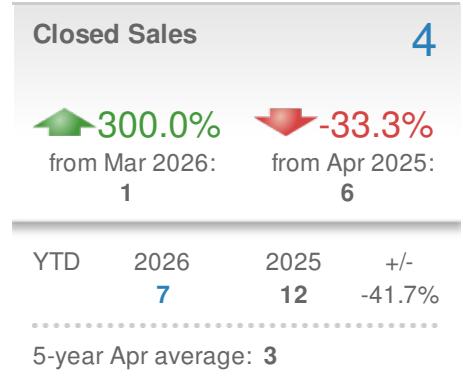 Closed Sales 4
300.0% -33.3%
from Mar 2026: from Apr 2025:
1 6
YTD 2026 2025 +/-
7 12 -41.7%
5-year Apr average: 3